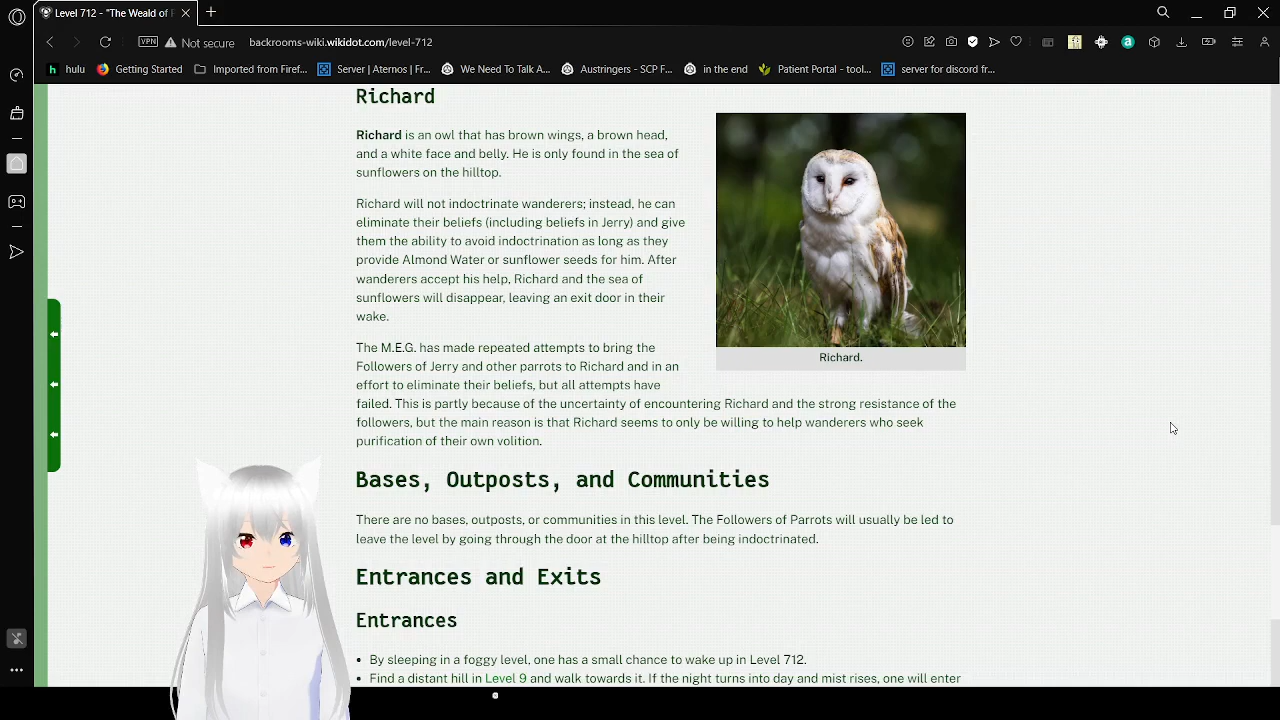 Level 712 - "The Weald of F
VPN
Not secure
backrooms-wiki.wikidot.com/level-712
hulu
Getting Started
Imported from Firef...
Server | Aternos | Fr...
We Need To Talk A...
Austringers - SCP F...
in the end
Patient Portal - tool...
server for discord fr...
Richard
Richard is an owl that has brown wings, a brown head,
and a white face and belly. He is only found in the sea of
sunflowers on the hilltop.
Richard will not indoctrinate wanderers; instead, he can
eliminate their beliefs (including beliefs in Jerry) and give
them the ability to avoid indoctrination as long as they
provide Almond Water or sunflower seeds for him. After
wanderers accept his help, Richard and the sea of
sunflowers will disappear, leaving an exit door in their
wake.
Richard.
The M.E.G. has made repeated attempts to bring the
Followers of Jerry and other parrots to Richard and in an
effort to eliminate their beliefs, but all attempts have
failed. This is partly because of the uncertainty of encountering Richard and the strong resistance of the
followers, but the main reason is that Richard seems to only be willing to help wanderers who seek
purification of their own volition.
Bases, Outposts, and Communities
There are no bases, outposts, or communities in this level. The Followers of Parrots will usually be led to
leave the level by going through the door at the hilltop after being indoctrinated.
Entrances and Exits
Entrances
• By sleeping in a foggy level, one has a small chance to wake up in Level 712.
• Find a distant hill in Level 9 and walk towards it. If the night turns into day and mist rises, one will enter